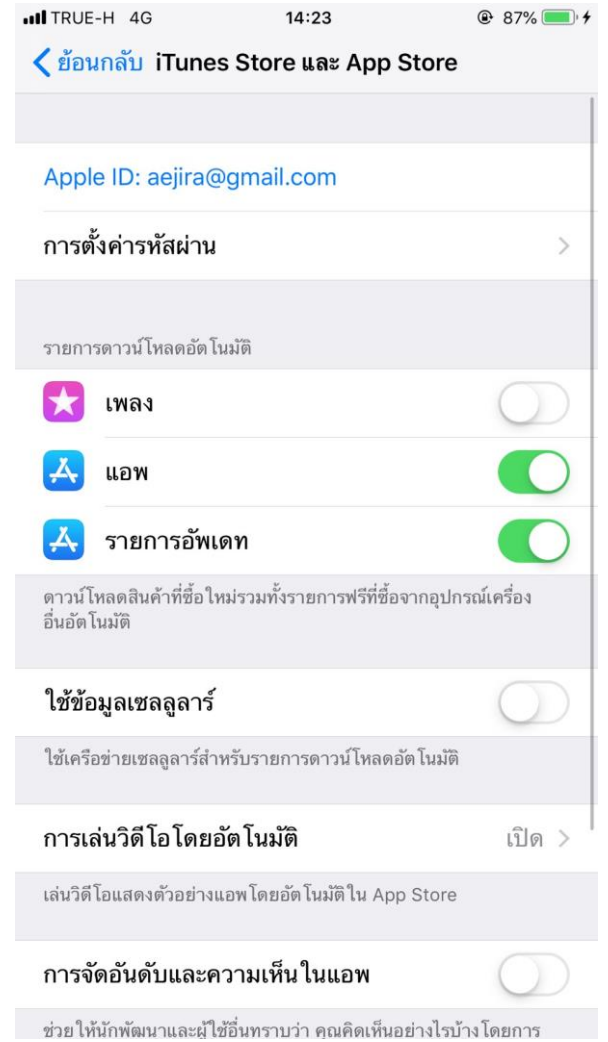 TRUE-H 4G 14:23 87%
ย้อนกลับ iTunes Store และ App Store
Apple ID: aejira@gmail.com
การตั้งค่ารหัสผ่าน
รายการดาวน์โหลดอัตโนมัติ
เพลง
แอพ
รายการอัพเดท
ดาวน์โหลดสินค้าที่ซื้อใหม่รวมทั้งรายการฟรีที่ซื้อจากอุปกรณ์เครื่อง
อื่นอัตโนมัติ
ใช้ข้อมูลเซลลูลาร์
ใช้เครือข่ายเซลลูลาร์สำหรับรายการดาวน์โหลดอัตโนมัติ
การเล่นวิดีโอโดยอัตโนมัติ เปิด
เล่นวิดีโอแสดงตัวอย่างแอพโดยอัตโนมัติใน App Store
การจัดอันดับและความเห็นในแอพ
ช่วยให้นักพัฒนาและผู้ใช้อื่นทราบว่า คุณคิดเห็นอย่างไรบ้างโดยการ